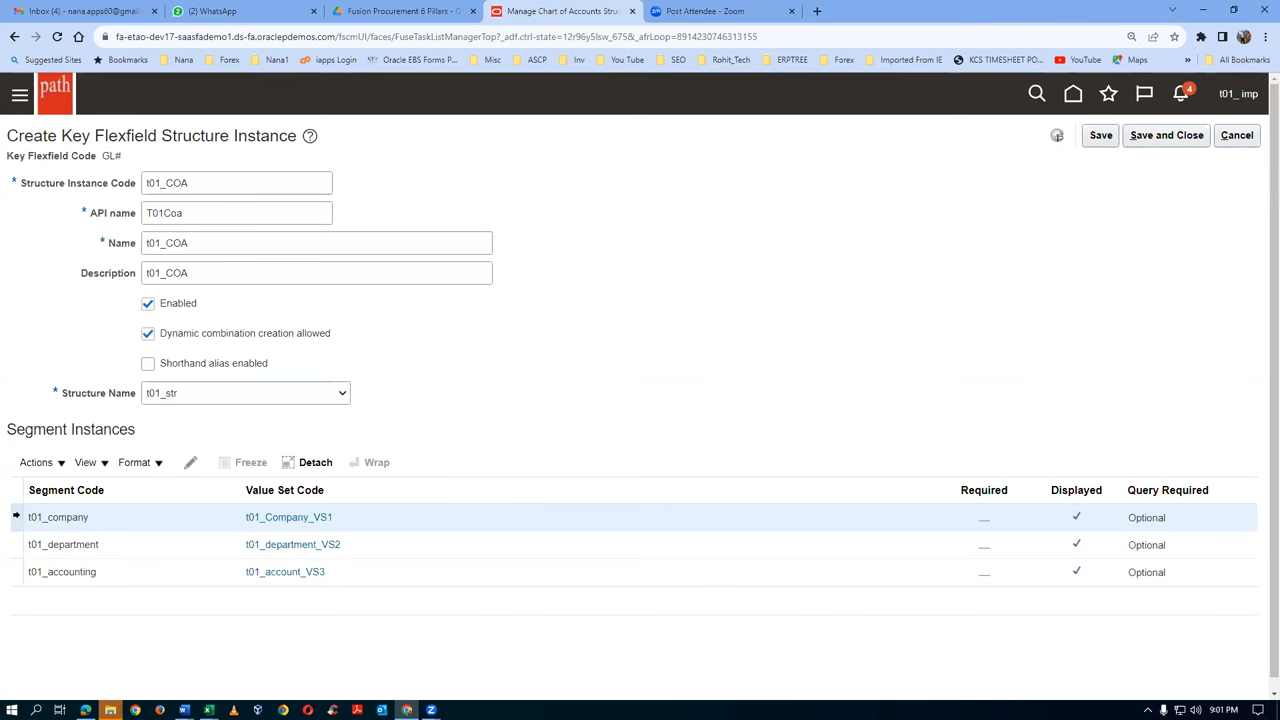 Inbox (4) - nana.apps60@gmail.
(2) WhatsApp
Fusion Procurement 6 Pillars - G
Manage Chart of Accounts Struc
Post Attendee - Zoom
fa-etao-dev17-saasfademo1.ds-fa.oraclepdemos.com/fscmUI/faces/FuseTaskListManagerTop?_adf.ctrl-state=12r96y5lsw_675&_afrLoop=8914230746313155
Suggested Sites
Bookmarks
Nana
Forex
Nana1
iapps Login
Oracle EBS Forms P...
Misc
ASCP
Inv
You Tube
SEO
Rohit_Tech
ERPTREE
Forex
Imported From IE
KCS TIMESHEET PO...
YouTube
Maps
All Bookmarks
path
4
t01_ imp
Create Key Flexfield Structure Instance
Save
Save and Close
Cancel
Key Flexfield Code GL#
* Structure Instance Code t01_COA
* API name T01Coa
* Name t01_COA
Description t01_COA
Enabled
Dynamic combination creation allowed
Shorthand alias enabled
* Structure Name t01_str
Segment Instances
Actions View Format Freeze Detach Wrap
Segment Code Value Set Code Required Displayed Query Required
t01_company t01_Company_VS1 Optional
t01_department t01_department_VS2 Optional
t01_accounting t01_account_VS3 Optional
9:01 PM